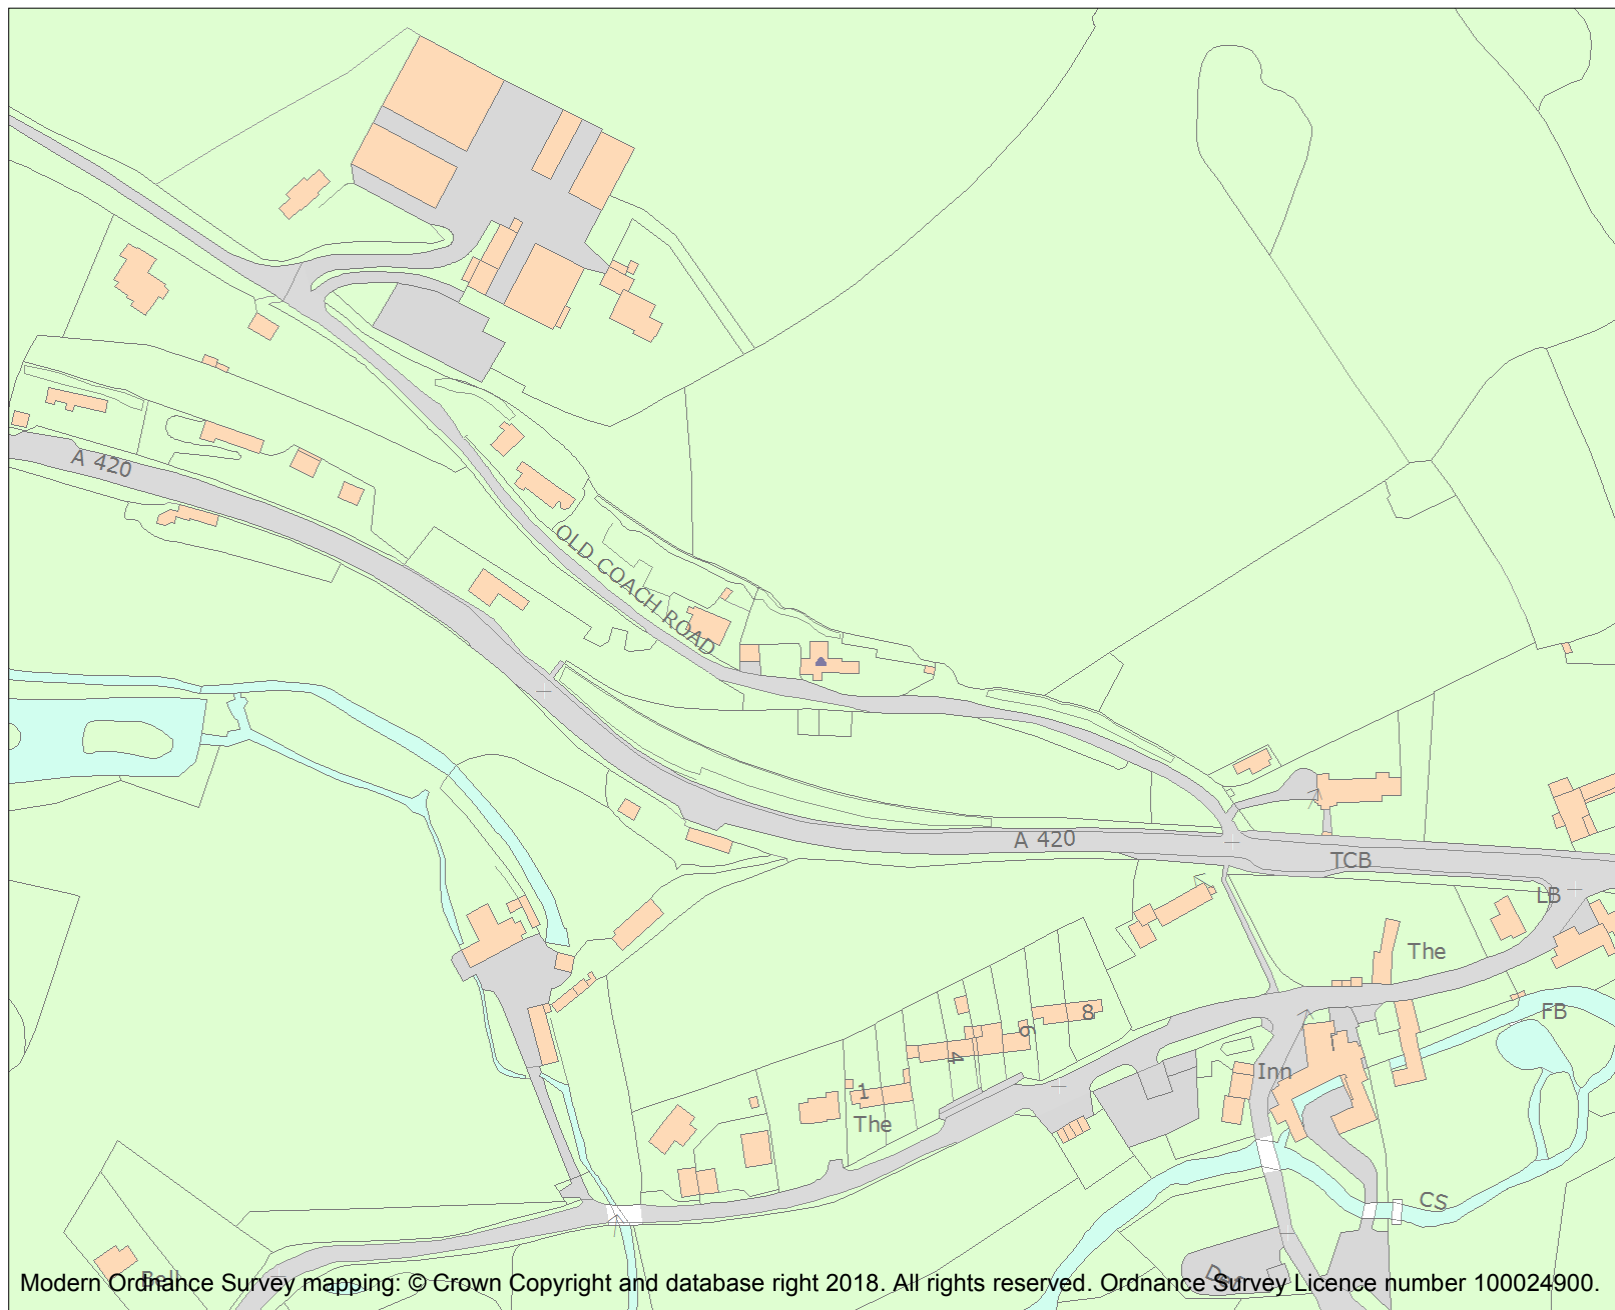 A 420
OLD COACH ROAD
A 420
TCB
LB
The
FB
8
6
4
1
The
Inn
CS
Modern Ordnance Survey mapping: © Crown Copyright and database right 2018. All rights reserved. Ordnance Survey Licence number 100024900.